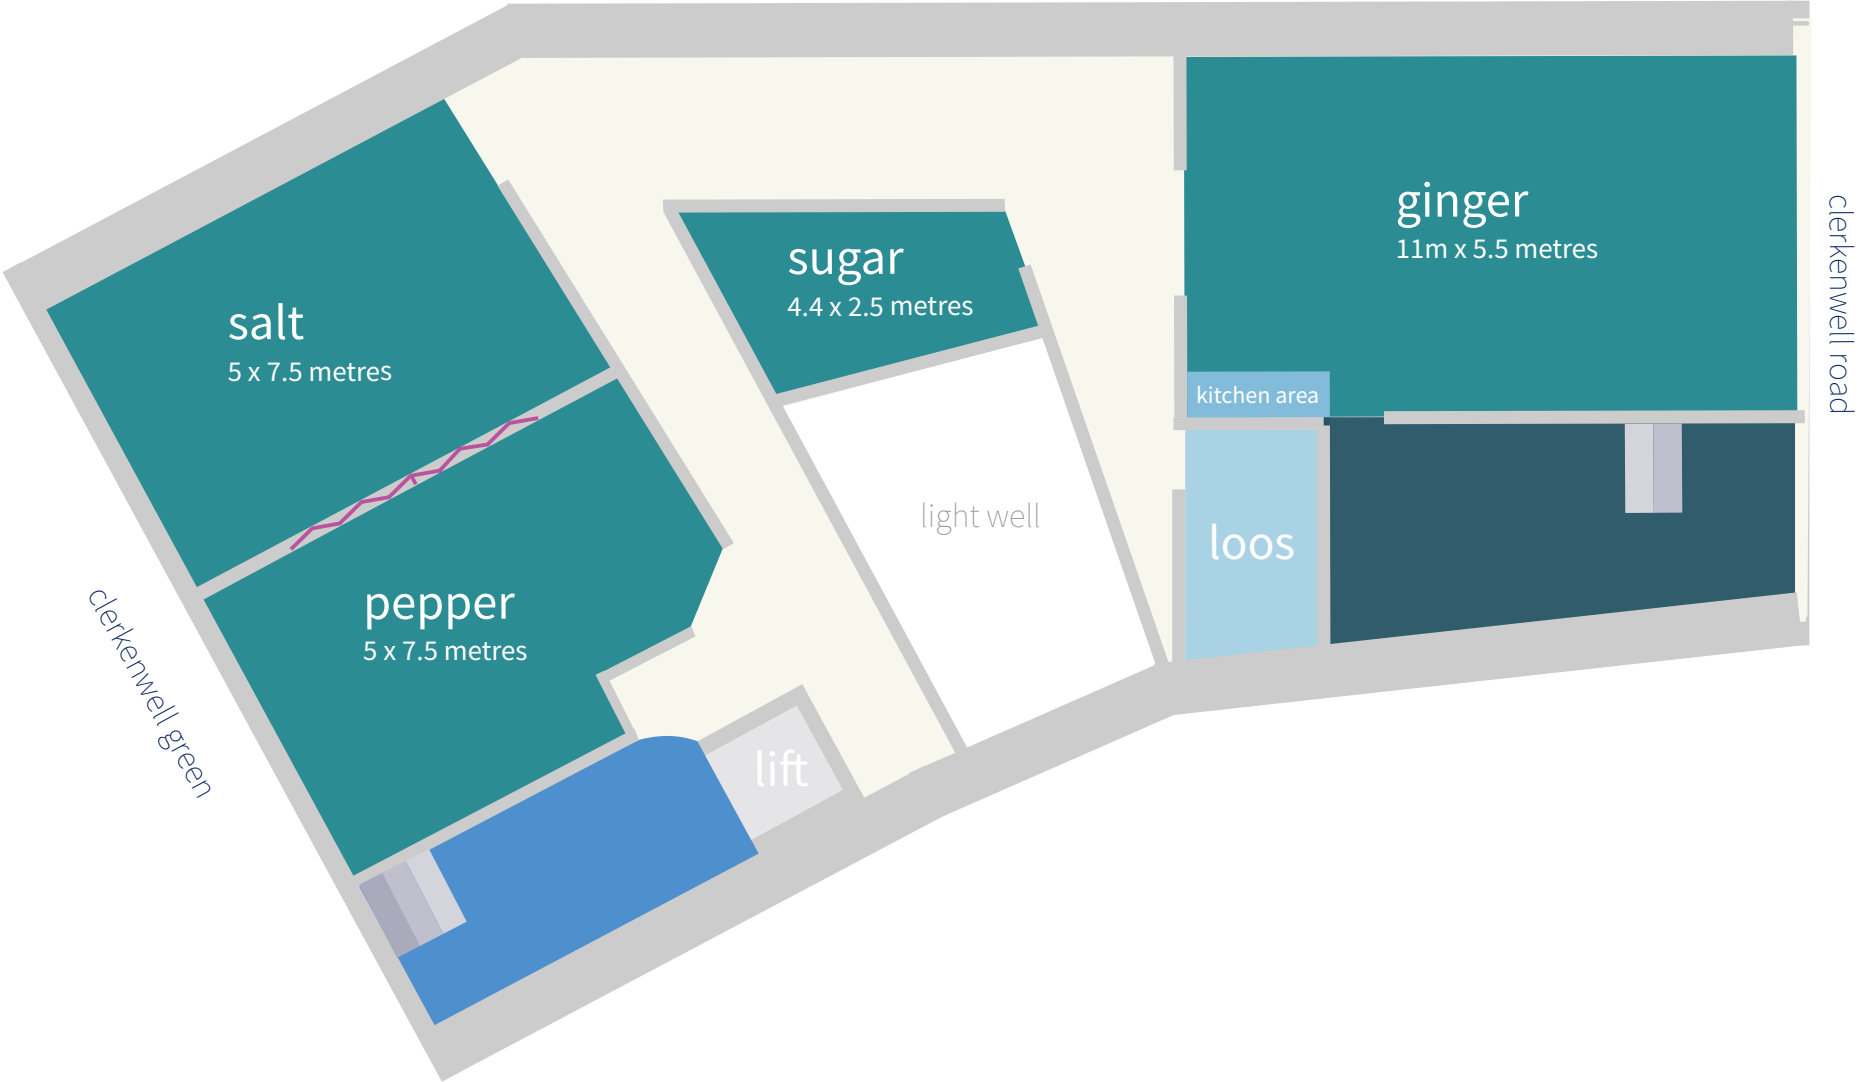 salt
5 x 7.5 metres
pepper
5 x 7.5 metres
sugar
4.4 x 2.5 metres
ginger
11m x 5.5 metres
kitchen area
light well
loos
lift
clerkenwell green
clerkenwell road